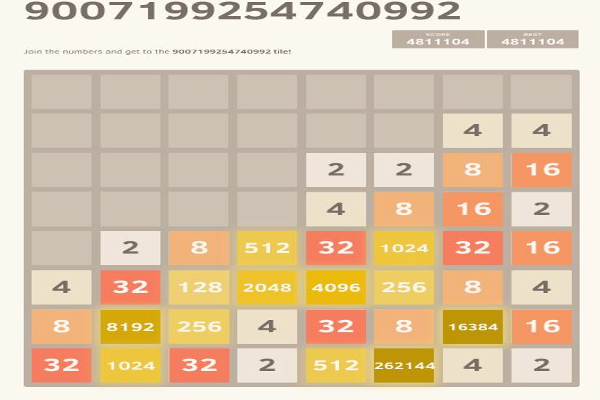 9007199254740992
SCORE
4811104
BEST
4811104
Join the numbers and get to the 9007199254740992 tile!
4 4
2 2 8 16
4 8 16 2
2 8 512 32 1024 32 16
4 32 128 2048 4096 256 8 4
8 8192 256 4 32 8 16384 16
32 1024 32 2 512 262144 4 2